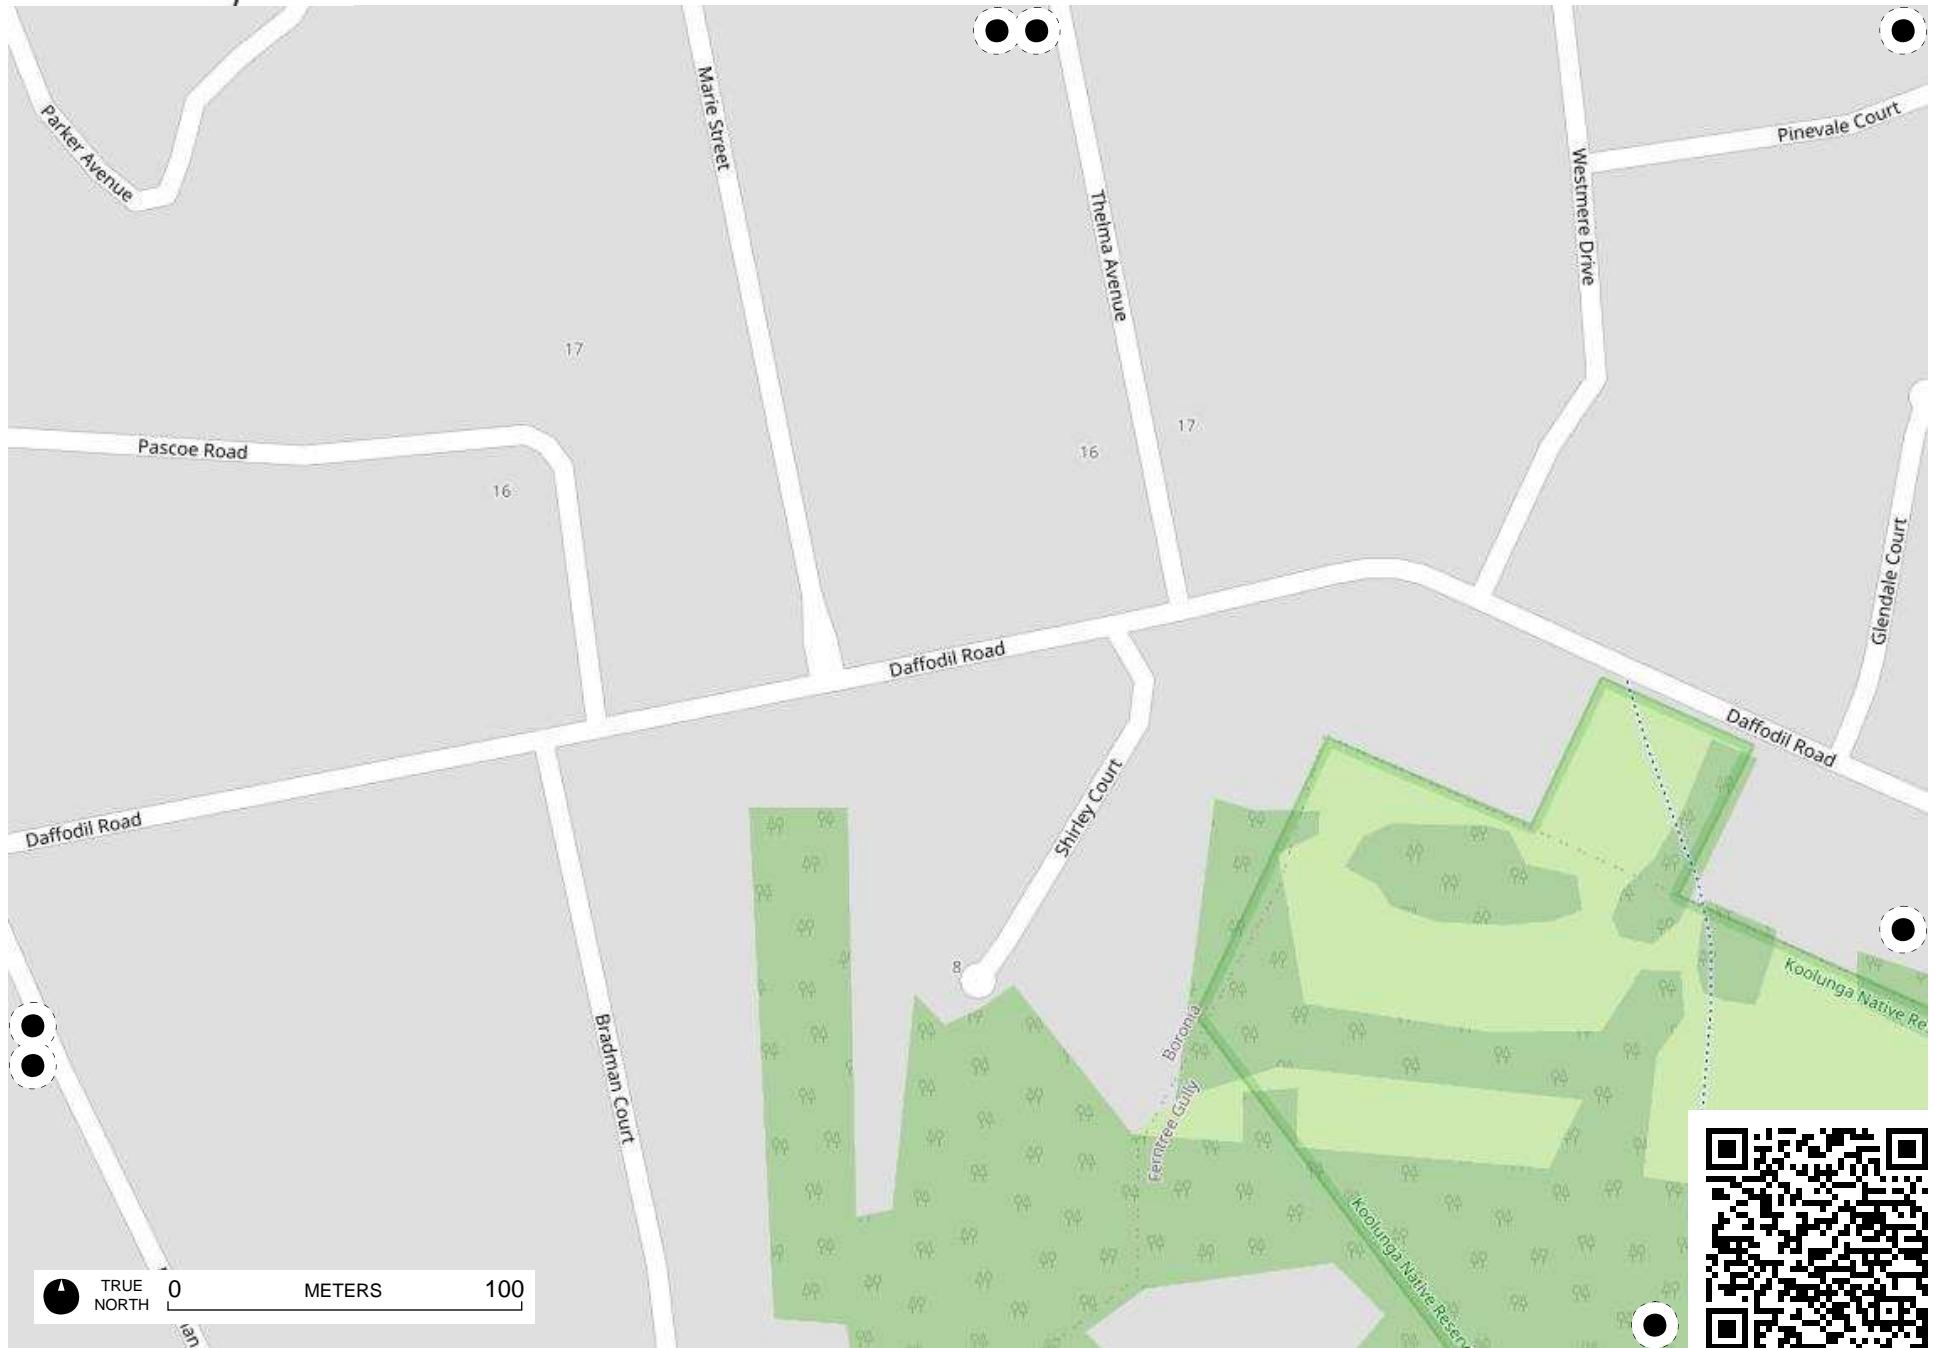 Marie Street
Parker Avenue
Pinevale Court
Westmere Drive
Thelma Avenue
17
17
Pascoe Road
16
16
Glendale Court
Daffodil Road
Daffodil Road
Shirley Court
Daffodil Road
8
Koolunga Native Re
Boronia
Bradman Court
Ferntree Gully
Koolunga Native Reserv
TRUE
NORTH
0 METERS 100